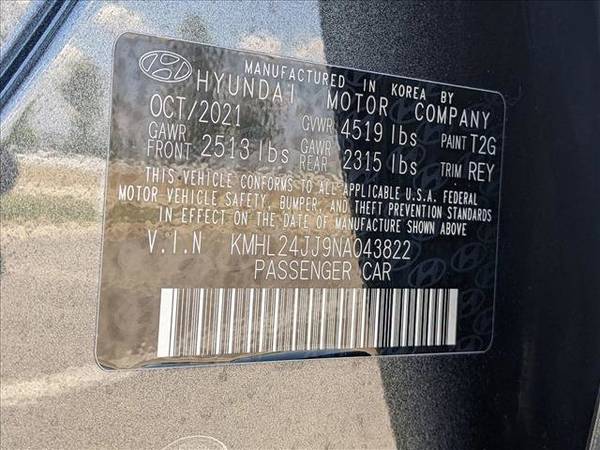 MANUFACTURED IN KOREA BY
HYUNDAI MOTOR COMPANY
OCT/2021 GVWR 4519 lbs PAINT T2G
GAWR FRONT 2513 lbs GAWR REAR 2315 lbs TRIM REY
THIS VEHICLE CONFORMS TO ALL APPLICABLE U.S.A. FEDERAL
MOTOR VEHICLE SAFETY, BUMPER, AND THEFT PREVENTION STANDARDS
IN EFFECT ON THE DATE OF MANUFACTURE SHOWN ABOVE
V.I.N KMHL24JJ9NA043822
PASSENGER CAR